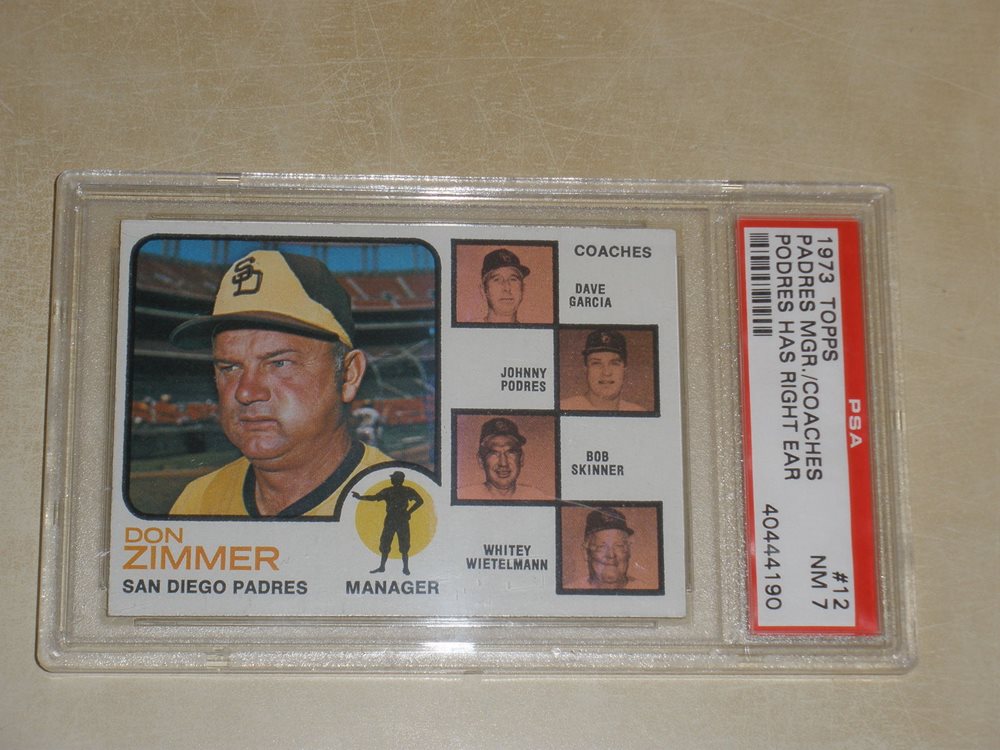 SD
DON
ZIMMER
SAN DIEGO PADRES
MANAGER
COACHES
DAVE
GARCIA
JOHNNY
PODRES
BOB
SKINNER
WHITEY
WIETELMANN
PSA
1973 TOPPS #12
PADRES MGR./COACHES NM 7
PODRES HAS RIGHT EAR 40444190